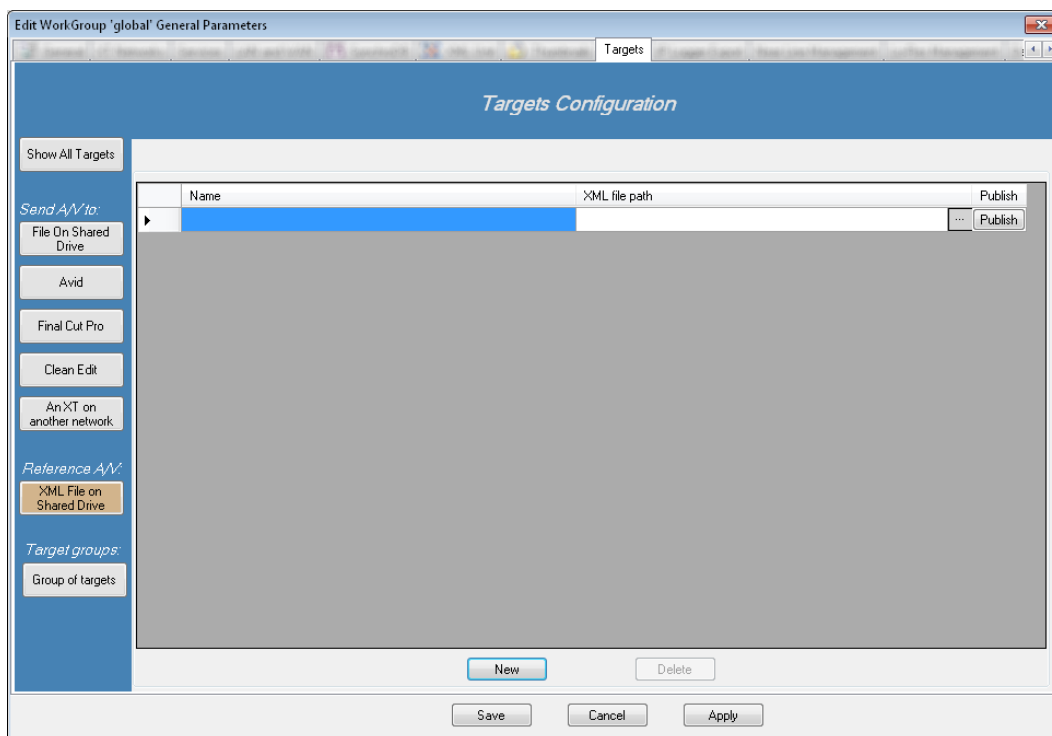 Edit WorkGroup 'global' General Parameters
Targets
Targets Configuration
Show All Targets
Send A/V to:
File On Shared
Drive
Avid
Final Cut Pro
Clean Edit
An XT on
another network
Reference A/V:
XML File on
Shared Drive
Target groups:
Group of targets
Name XML file path Publish
... Publish
New Delete
Save Cancel Apply